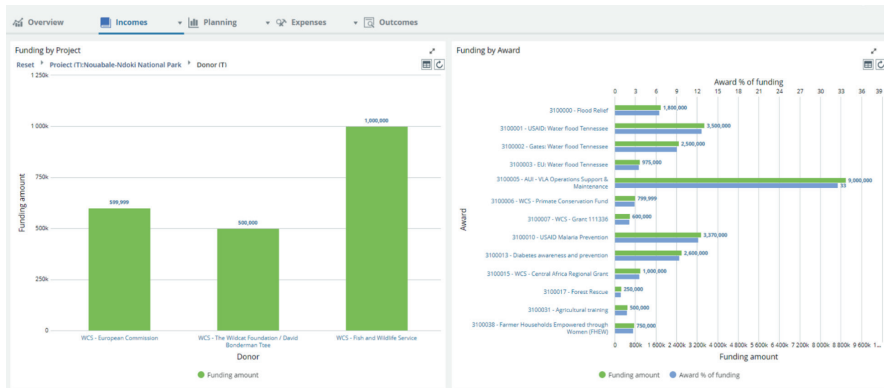 Overview Incomes Planning Expenses Outcomes
Funding by Project
Reset Project (T):Nouabale-Ndoki National Park Donor (T)
1 250k
1 000k
750k
500k
250k
0
Funding amount
599,999
500,000
1,000,000
WCS - European Commission
WCS - The Wildcat Foundation / David
Bonderman Tsee
WCS - Fish and Wildlife Service
Donor
Funding amount
Funding by Award
Award % of funding
0 3 6 9 12 15 18 21 24 27 30 33 36 39
Award
3100000 - Flood Relief 1,800,000
3100001 - USAID: Water flood Tennessee 3,500,000
3100002 - Gates: Water flood Tennessee 2,500,000
3100003 - EU: Water flood Tennessee 975,000
3100005 - AUI - VLA Operations Support &
Maintenance
9,000,000
33
3100006 - WCS - Primate Conservation Fund 799,999
3100007 - WCS - Grant 111336 600,000
3100010 - USAID Malaria Prevention 3,370,000
3100013 - Diabetes awareness and prevention 2,600,000
3100015 - WCS - Central Africa Regional Grant 1,000,000
3100017 - Forest Rescue 250,000
3100031 - Agricultural training 500,000
3100038 - Farmer Households Empowered through
Women (FHEW)
750,000
0 800k 1 600k 2 400k 3 200k 4 000k 4 800k 5 600k 6 400k 7 200k 8 000k 8 800k 9 600k 1...
Funding amount
Funding amount Award % of funding